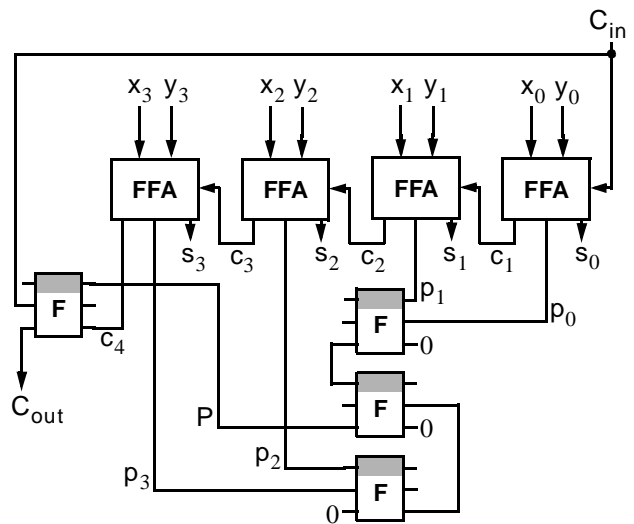 C_in
x_3 y_3 x_2 y_2 x_1 y_1 x_0 y_0
FFA FFA FFA FFA
s_3 c_3 s_2 c_2 s_1 c_1 s_0
F c_4 p_1 p_0
F 0
C_out
P F 0
p_2
p_3 F
0